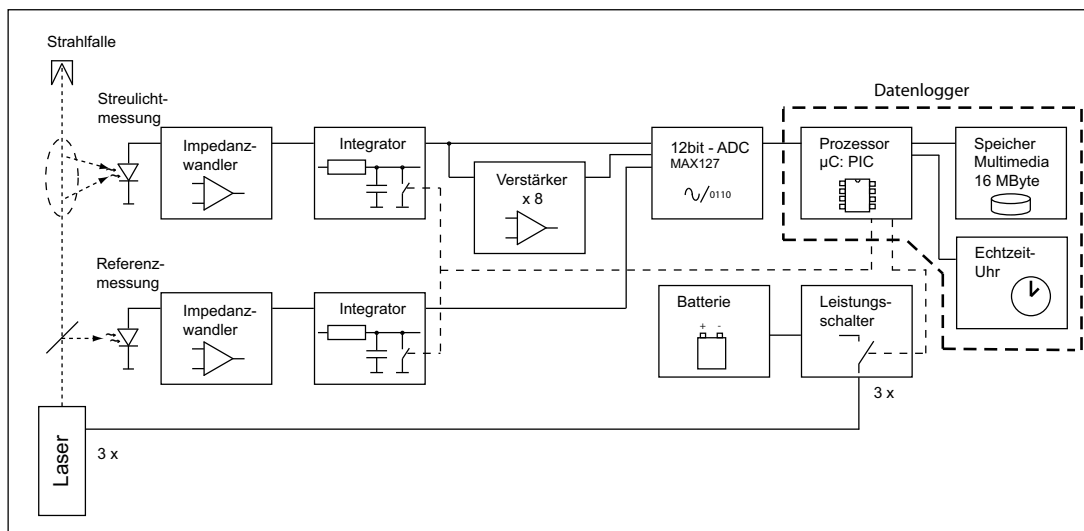 Strahlfalle
Streulicht-
messung
Impedanz-
wandler
Integrator
Verstärker
x 8
12bit - ADC
MAX127
0110
Datenlogger
Prozessor
µC: PIC
Speicher
Multimedia
16 MByte
Echtzeit-
Uhr
Referenz-
messung
Impedanz-
wandler
Integrator
Batterie
+ -
Leistungs-
schalter
3 x
Laser
3 x